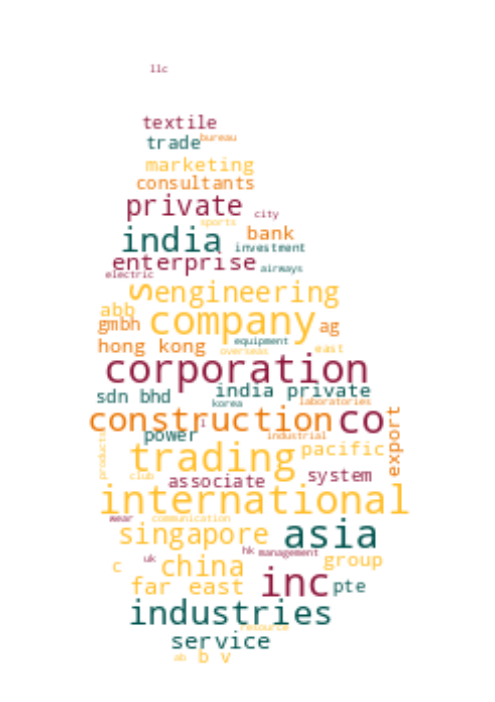 llc
textile
trade bureau
marketing
consultants
private city
sports
india bank
investment
enterprise airways
electric
s engineering
abb company
gmbh ag
equipment
hong kong overseas east
corporation
india private
sdn bhd korea laboratories
construction co
export
power i industrial
products trading pacific
club associate system
international
wear communication
singapore asia
uk hk management
c china group
far east inc pte
industries
resource
service
ab b v